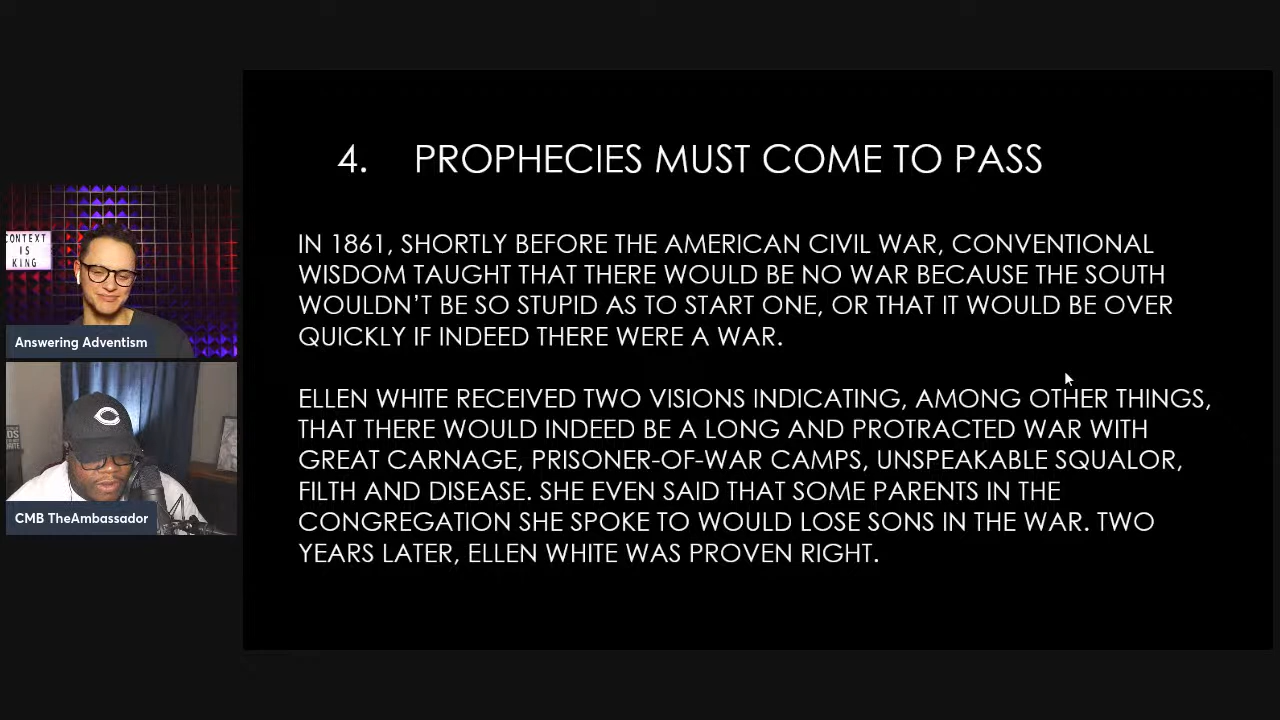 4. PROPHECIES MUST COME TO PASS
IN 1861, SHORTLY BEFORE THE AMERICAN CIVIL WAR, CONVENTIONAL
WISDOM TAUGHT THAT THERE WOULD BE NO WAR BECAUSE THE SOUTH
WOULDN'T BE SO STUPID AS TO START ONE, OR THAT IT WOULD BE OVER
QUICKLY IF INDEED THERE WERE A WAR.
ELLEN WHITE RECEIVED TWO VISIONS INDICATING, AMONG OTHER THINGS,
THAT THERE WOULD INDEED BE A LONG AND PROTRACTED WAR WITH
GREAT CARNAGE, PRISONER-OF-WAR CAMPS, UNSPEAKABLE SQUALOR,
FILTH AND DISEASE. SHE EVEN SAID THAT SOME PARENTS IN THE
CONGREGATION SHE SPOKE TO WOULD LOSE SONS IN THE WAR. TWO
YEARS LATER, ELLEN WHITE WAS PROVEN RIGHT.
CONTEXT
IS
KING
Answering Adventism
C
CMB TheAmbassador